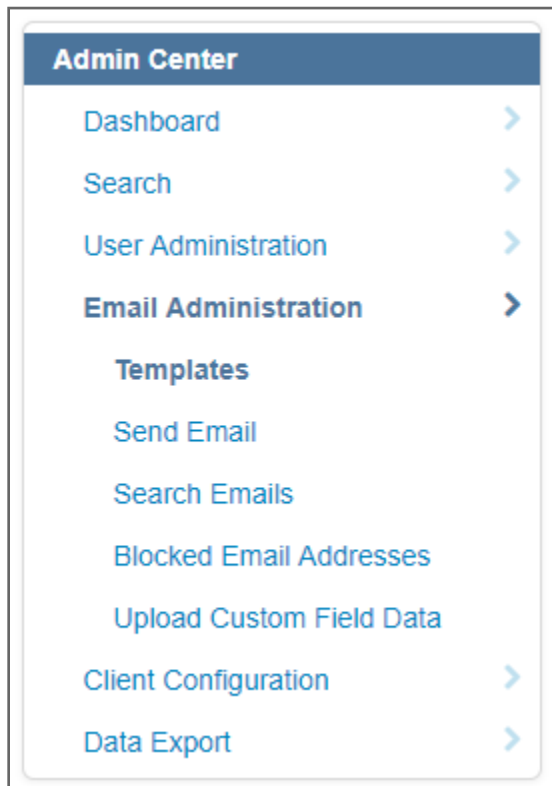 Admin Center
Dashboard
Search
User Administration
Email Administration
Templates
Send Email
Search Emails
Blocked Email Addresses
Upload Custom Field Data
Client Configuration
Data Export